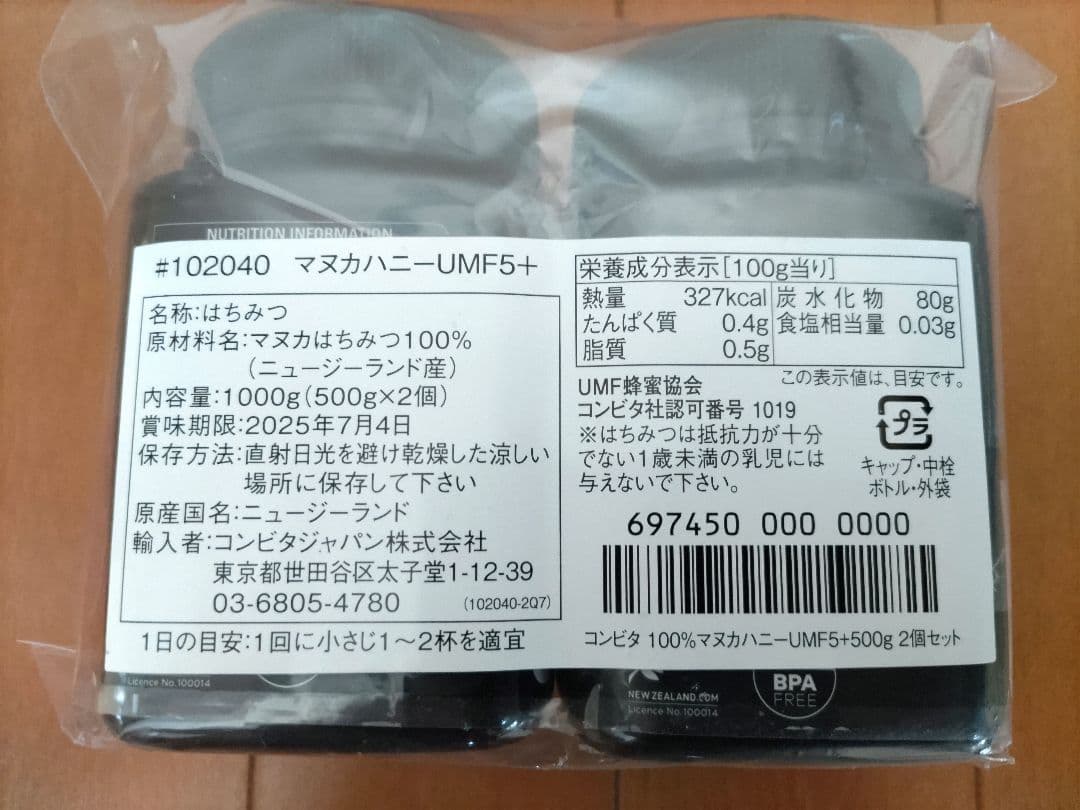 NUTRITION INFORMATION
#102040 マヌカハニーUMF5+
名称:はちみつ
原材料名:マヌカはちみつ100%
(ニュージーランド産)
内容量:1000g(500g×2個)
賞味期限:2025年7月4日
保存方法:直射日光を避け乾燥した涼しい
場所に保存して下さい
原産国名:ニュージーランド
輸入者:コンビタジャパン株式会社
東京都世田谷区太子堂1-12-39
03-6805-4780 (102040-2Q7)
1日の目安:1回に小さじ1~2杯を適宜
栄養成分表示[100g当り]
熱量 327kcal 炭水化物 80g
たんぱく質 0.4g 食塩相当量 0.03g
脂質 0.5g
この表示値は、目安です。
UMF蜂蜜協会
コンビタ社認可番号 1019
※はちみつは抵抗力が十分
でない1歳未満の乳児には
与えないで下さい。
プラ
キャップ・中栓
ボトル・外袋
697450 000 0000
コンビタ 100%マヌカハニーUMF5+500g 2個セット
Licence No.100014
NEWZEALAND.COM
Licence No.100014
BPA
FREE